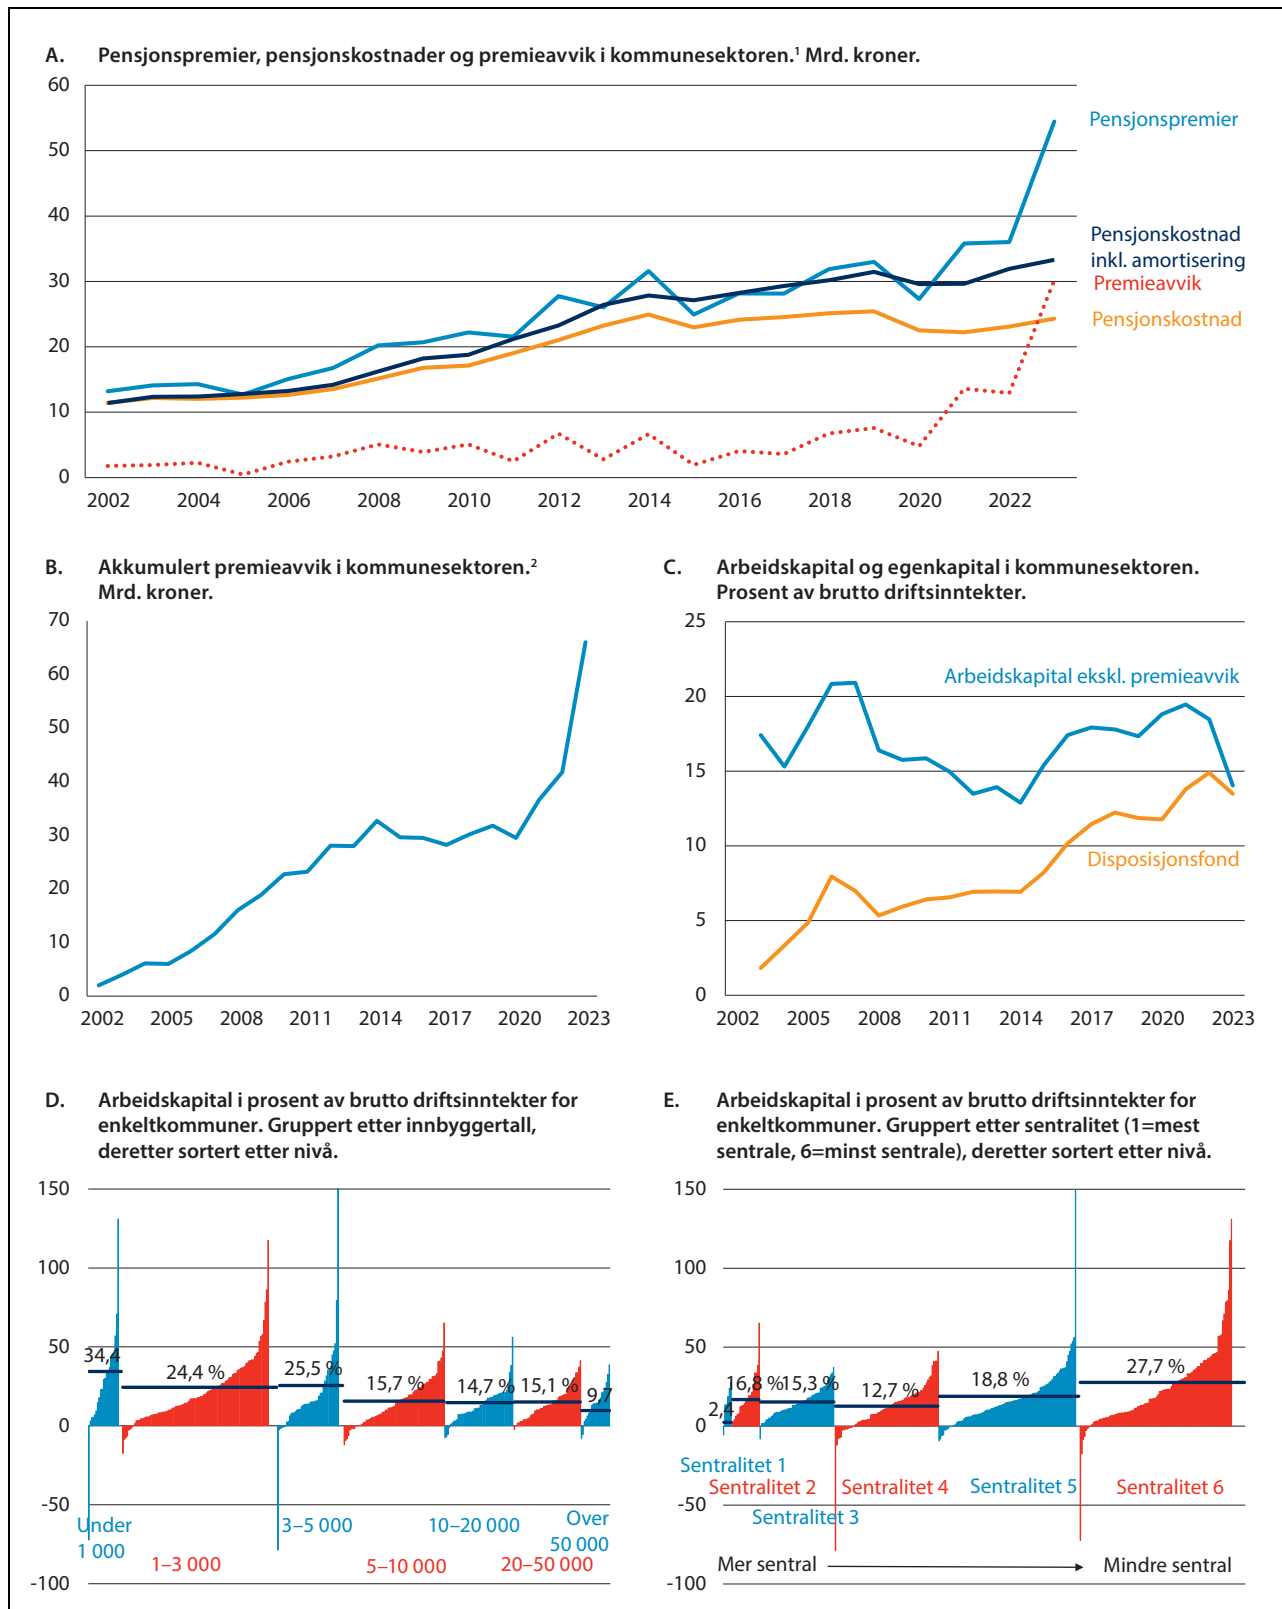 A. Pensjonspremier, pensjonskostnader og premieavvik i kommunesektoren.¹ Mrd. kroner.
60
50
40
30
20
10
0
Pensjonspremier
Pensjonskostnad
inkl. amortisering
Premieavvik
Pensjonskostnad
2002 2004 2006 2008 2010 2012 2014 2016 2018 2020 2022
B. Akkumulert premieavvik i kommunesektoren.²
Mrd. kroner.
70
60
50
40
30
20
10
0
2002 2005 2008 2011 2014 2017 2020 2023
C. Arbeidskapital og egenkapital i kommunesektoren.
Prosent av brutto driftsinntekter.
25
20
15
10
5
0
Arbeidskapital ekskl. premieavvik
Disposisjonsfond
2002 2005 2008 2011 2014 2017 2020 2023
D. Arbeidskapital i prosent av brutto driftsinntekter for
enkeltkommuner. Gruppert etter innbyggertall,
deretter sortert etter nivå.
150
100
50
0
-50
-100
34,4
24,4 %
25,5 %
15,7 %
14,7 %
15,1 %
9,7
Under
1 000
1–3 000
3–5 000
5–10 000
10–20 000
20–50 000
Over
50 000
E. Arbeidskapital i prosent av brutto driftsinntekter for
enkeltkommuner. Gruppert etter sentralitet (1=mest
sentrale, 6=minst sentrale), deretter sortert etter nivå.
150
100
50
0
-50
-100
2,4
16,8 %
15,3 %
12,7 %
18,8 %
27,7 %
Sentralitet 1
Sentralitet 2
Sentralitet 3
Sentralitet 4
Sentralitet 5
Sentralitet 6
Mer sentral
Mindre sentral